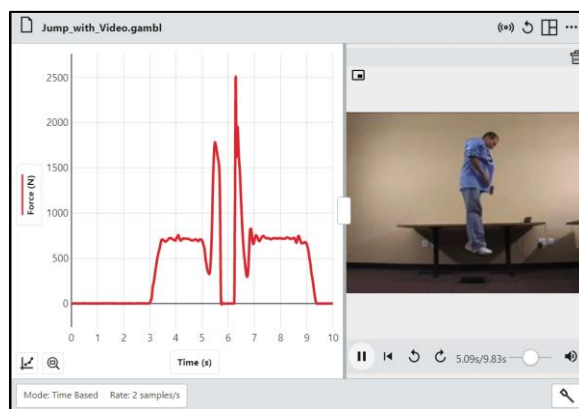 Jump_with_Video.gambl
2500
2000
1500
1000
500
0
Force (N)
0 1 2 3 4 5 6 7 8 9 10
Time (s)
5.09s/9.83s
Mode: Time Based Rate: 2 samples/s